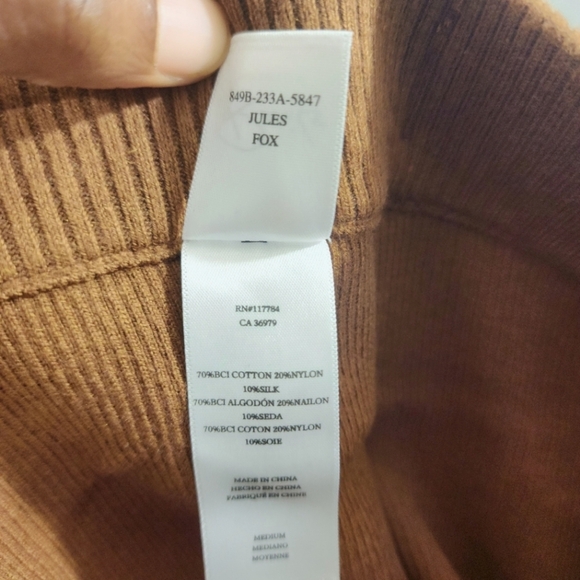 849B-233A-5847
JULES
FOX
RN#117784
CA 36979
70%BCI COTTON 20%NYLON
10%SILK
70%BCI ALGODÓN 20%NAILON
10%SEDA
70%BCI COTON 20%NYLON
10%SOIE
MADE IN CHINA
HECHO EN CHINA
FABRIQUÉ EN CHINE
MEDIUM
MEDIANO
MOYENNE